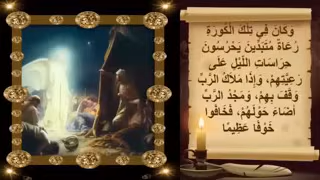 وَكَانَ فِي تِلْكَ الْكُورَةِ
رُعَاةٌ مُتَبَدِّينَ يَحْرُسُونَ
حِرَاسَاتِ اللَّيْلِ عَلَى
رَعِيَّتِهِمْ، وَإِذَا مَلاَكُ الرَّبِّ
وَقَفَ بِهِمْ، وَمَجْدُ الرَّبِّ
أَضَاءَ حَوْلَهُمْ، فَخَافُوا
خَوْفًا عَظِيمًا